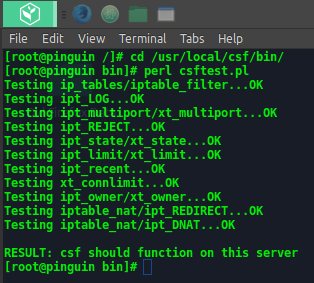 File Edit View Terminal Tabs Help
[root@pinguin /]# cd /usr/local/csf/bin/
[root@pinguin bin]# perl csftest.pl
Testing ip_tables/iptable_filter...OK
Testing ipt_LOG...OK
Testing ipt_multiport/xt_multiport...OK
Testing ipt_REJECT...OK
Testing ipt_state/xt_state...OK
Testing ipt_limit/xt_limit...OK
Testing ipt_recent...OK
Testing xt_connlimit...OK
Testing ipt_owner/xt_owner...OK
Testing iptable_nat/ipt_REDIRECT...OK
Testing iptable_nat/ipt_DNAT...OK
RESULT: csf should function on this server
[root@pinguin bin]#